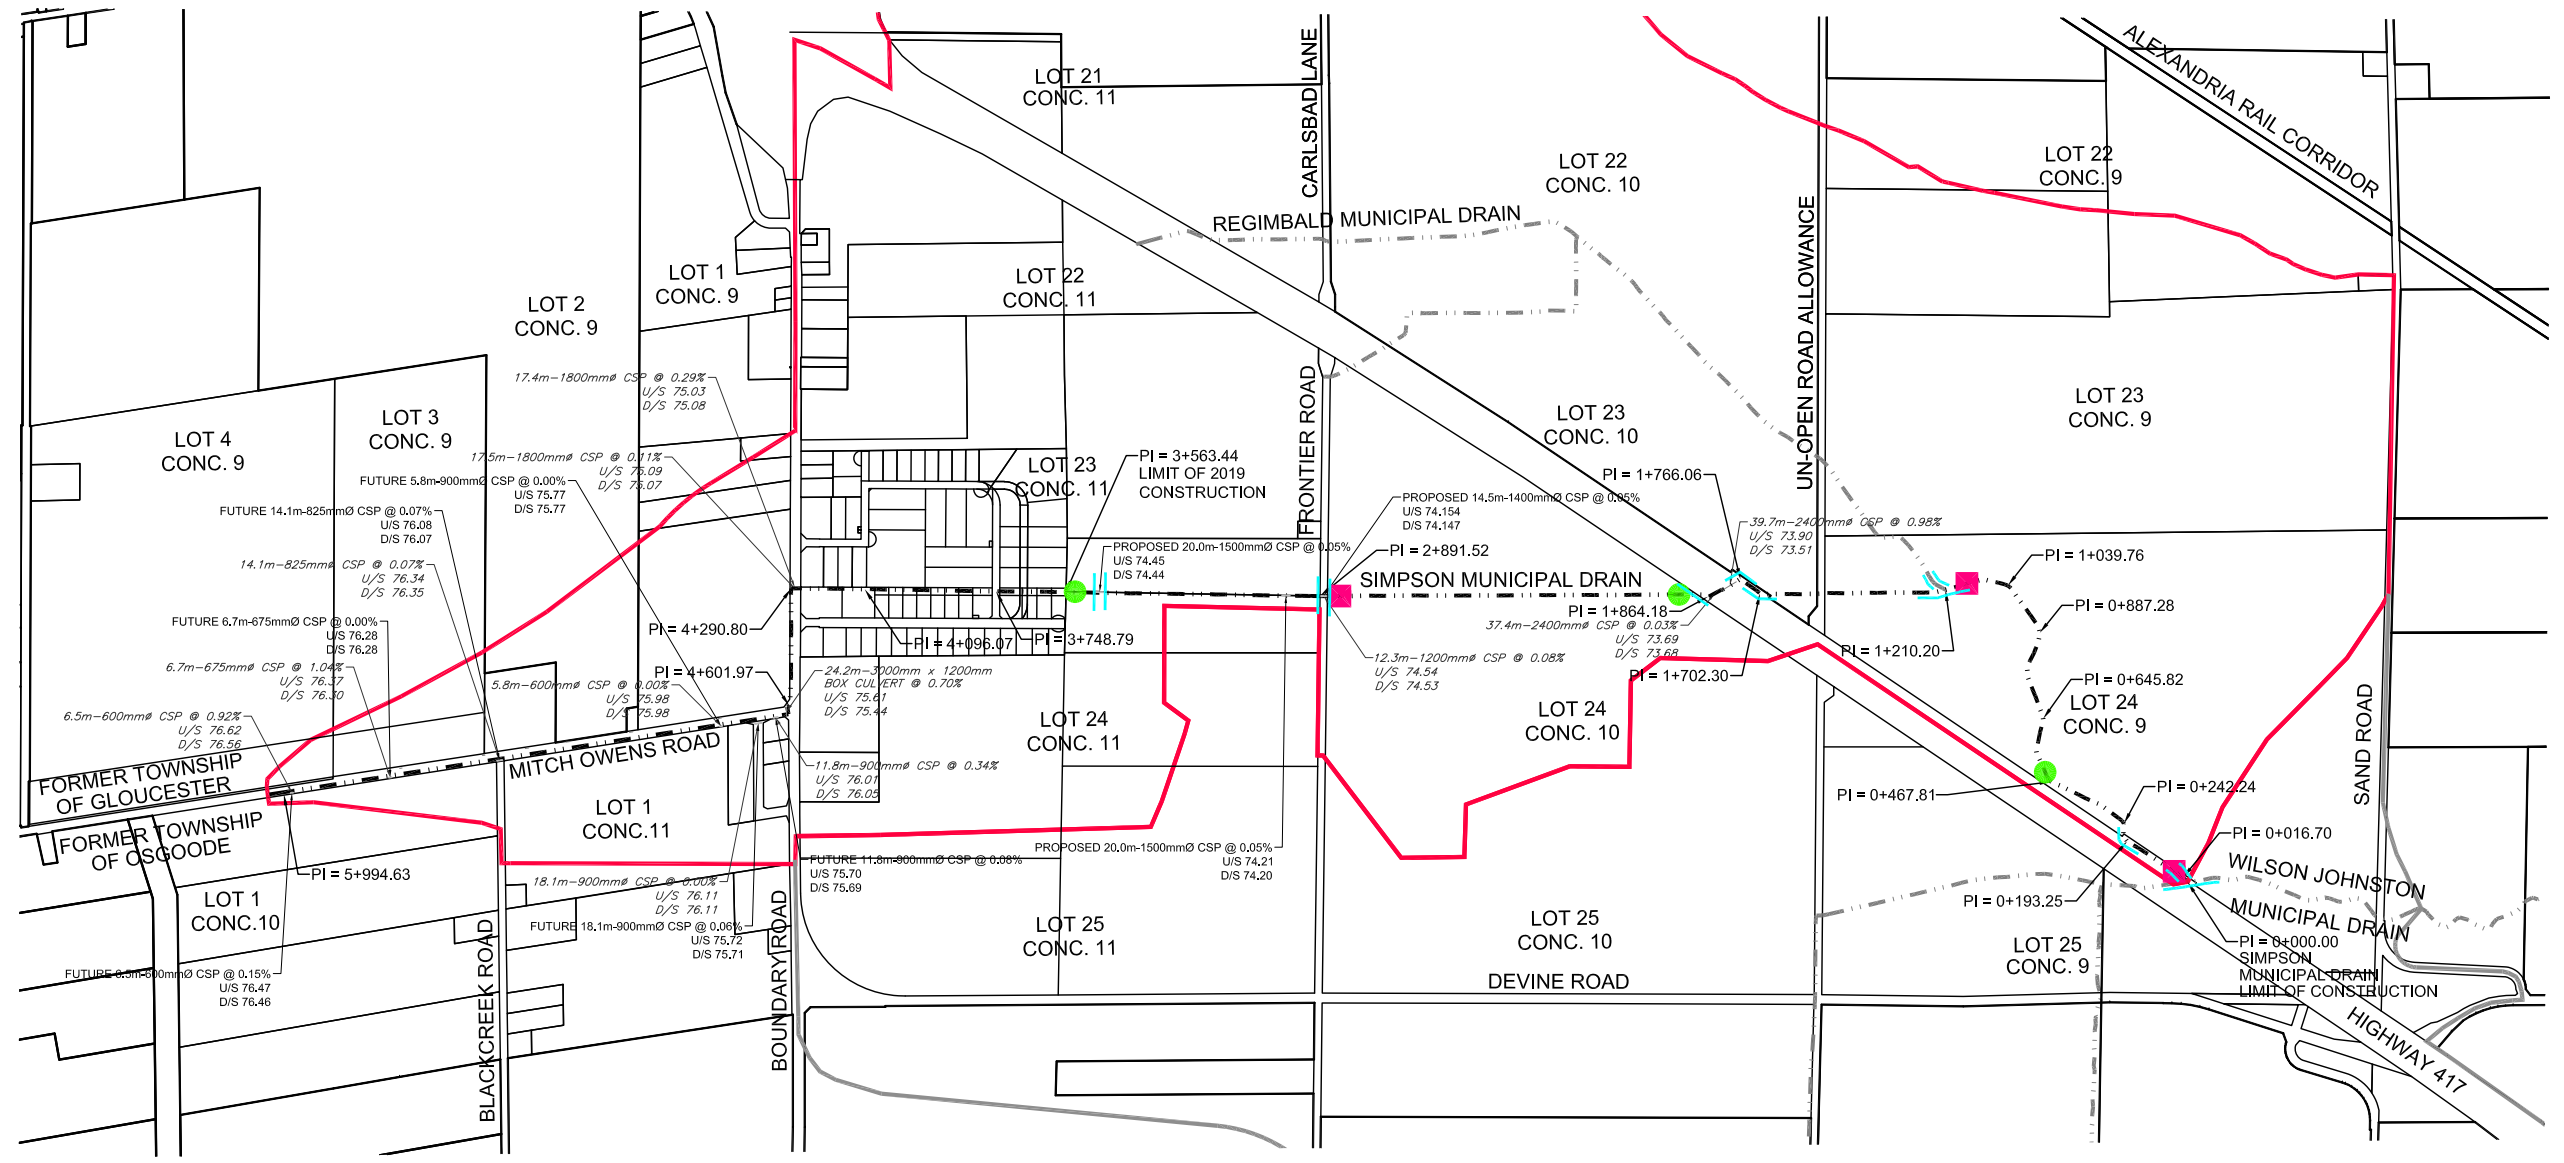 ALEXANDRIA RAIL CORRIDOR
CARLSBAD LANE
LOT 21
CONC. 11
LOT 22
CONC. 10
LOT 22
CONC. 9
REGIMBALD MUNICIPAL DRAIN
UN-OPEN ROAD ALLOWANCE
LOT 1
CONC. 9
LOT 22
CONC. 11
LOT 2
CONC. 9
17.4m-1800mmø CSP @ 0.29%
U/S 75.03
D/S 75.08
LOT 3
CONC. 9
LOT 4
CONC. 9
LOT 23
CONC. 10
LOT 23
CONC. 9
FRONTIER ROAD
17.5m-1800mmø CSP @ 0.11%
U/S 75.09
D/S 75.07
FUTURE 5.8m-900mmØ CSP @ 0.00%
U/S 75.77
D/S 75.77
LOT 23
CONC. 11
PI = 3+563.44
LIMIT OF 2019
CONSTRUCTION
PI = 1+766.06
FUTURE 14.1m-825mmØ CSP @ 0.07%
U/S 76.08
D/S 76.07
PROPOSED 14.5m-1400mmØ CSP @ 0.05%
U/S 74.154
D/S 74.147
39.7m-2400mmø CSP @ 0.98%
U/S 73.90
D/S 73.51
14.1m-825mmø CSP @ 0.07%
U/S 76.34
D/S 76.35
PROPOSED 20.0m-1500mmØ CSP @ 0.05%
U/S 74.45
D/S 74.44
PI = 2+891.52
PI = 1+039.76
SIMPSON MUNICIPAL DRAIN
FUTURE 6.7m-675mmØ CSP @ 0.00%
U/S 76.28
D/S 76.28
PI = 4+290.80
PI = 4+096.07
PI = 3+748.79
PI = 1+864.18
37.4m-2400mmø CSP @ 0.03%
U/S 73.69
D/S 73.68
PI = 0+887.28
PI = 1+210.20
6.7m-675mmø CSP @ 1.04%
U/S 76.37
D/S 76.30
PI = 4+601.97
5.8m-600mmø CSP @ 0.00%
U/S 75.98
D/S 75.98
24.2m-3000mm x 1200mm
BOX CULVERT @ 0.70%
U/S 75.61
D/S 75.44
12.3m-1200mmø CSP @ 0.08%
U/S 74.54
D/S 74.53
PI = 1+702.30
PI = 0+645.82
LOT 24
CONC. 9
6.5m-600mmø CSP @ 0.92%
U/S 76.62
D/S 76.56
LOT 24
CONC. 11
LOT 24
CONC. 10
SAND ROAD
MITCH OWENS ROAD
FORMER TOWNSHIP
OF GLOUCESTER
11.8m-900mmø CSP @ 0.34%
U/S 76.01
D/S 76.05
PI = 0+467.81
PI = 0+242.24
LOT 1
CONC.11
FORMER TOWNSHIP
OF OSGOODE
PI = 0+016.70
PROPOSED 20.0m-1500mmØ CSP @ 0.05%
U/S 74.21
D/S 74.20
FUTURE 11.8m-900mmØ CSP @ 0.08%
U/S 75.70
D/S 75.69
WILSON JOHNSTON
MUNICIPAL DRAIN
PI = 5+994.63
18.1m-900mmø CSP @ 0.00%
U/S 76.11
D/S 76.11
LOT 1
CONC.10
PI = 0+193.25
FUTURE 18.1m-900mmØ CSP @ 0.06%
U/S 75.72
D/S 75.71
LOT 25
CONC. 11
LOT 25
CONC. 10
LOT 25
CONC. 9
PI = 0+000.00
SIMPSON
MUNICIPAL DRAIN
LIMIT OF CONSTRUCTION
FUTURE 6.5m-600mmØ CSP @ 0.15%
U/S 76.47
D/S 76.46
BLACKCREEK ROAD
BOUNDARY ROAD
DEVINE ROAD
HIGHWAY 417